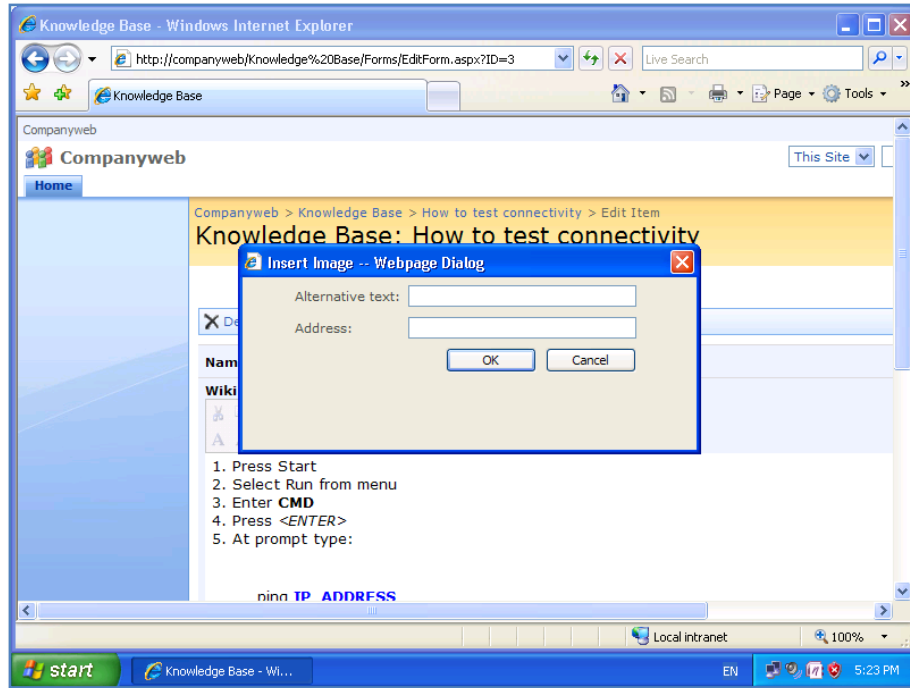 Knowledge Base - Windows Internet Explorer
http://companyweb/Knowledge%20Base/Forms/EditForm.aspx?ID=3
Live Search
Knowledge Base
Page
Tools
»
Companyweb
Companyweb
This Site
Home
Companyweb > Knowledge Base > How to test connectivity > Edit Item
Knowledge Base: How to test connectivity
Insert Image -- Webpage Dialog
Alternative text:
De
Address:
OK Cancel
Nam
Wiki
A
1. Press Start
2. Select Run from menu
3. Enter CMD
4. Press <ENTER>
5. At prompt type:
ping IP_ADDRESS
Local intranet
100%
start
Knowledge Base - Wi...
EN
5:23 PM